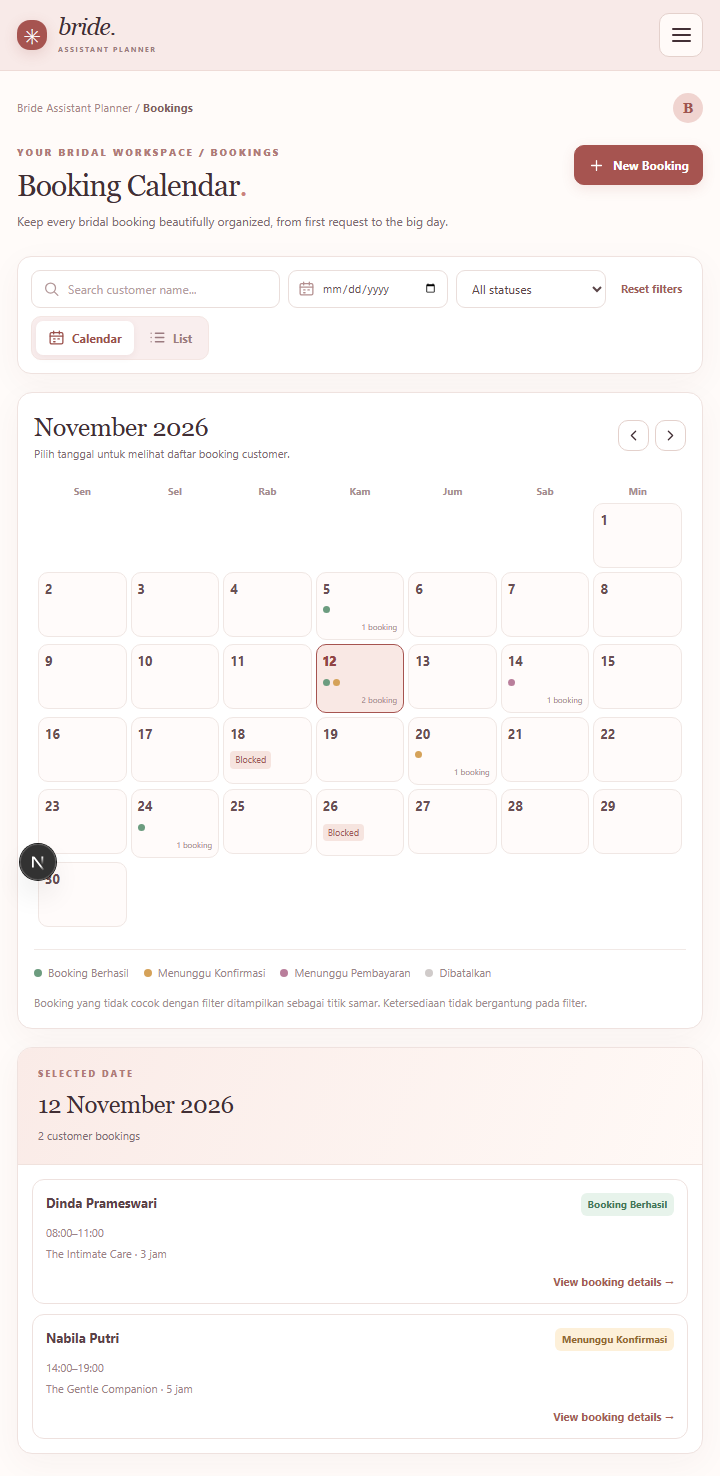 bride.
ASSISTANT PLANNER
Bride Assistant Planner / Bookings
B
YOUR BRIDAL WORKSPACE / BOOKINGS
Booking Calendar.
+ New Booking
Keep every bridal booking beautifully organized, from first request to the big day.
Search customer name...
mm/dd/yyyy
All statuses
Reset filters
Calendar
List
November 2026
Pilih tanggal untuk melihat daftar booking customer.
Sen Sel Rab Kam Jum Sab Min
1
2 3 4 5 6 7 8
1 booking
9 10 11 12 13 14 15
2 booking 1 booking
16 17 18 19 20 21 22
Blocked 1 booking
23 24 25 26 27 28 29
1 booking Blocked
N
30
Booking Berhasil Menunggu Konfirmasi Menunggu Pembayaran Dibatalkan
Booking yang tidak cocok dengan filter ditampilkan sebagai titik samar. Ketersediaan tidak bergantung pada filter.
SELECTED DATE
12 November 2026
2 customer bookings
Dinda Prameswari
Booking Berhasil
08:00–11:00
The Intimate Care · 3 jam
View booking details →
Nabila Putri
Menunggu Konfirmasi
14:00–19:00
The Gentle Companion · 5 jam
View booking details →